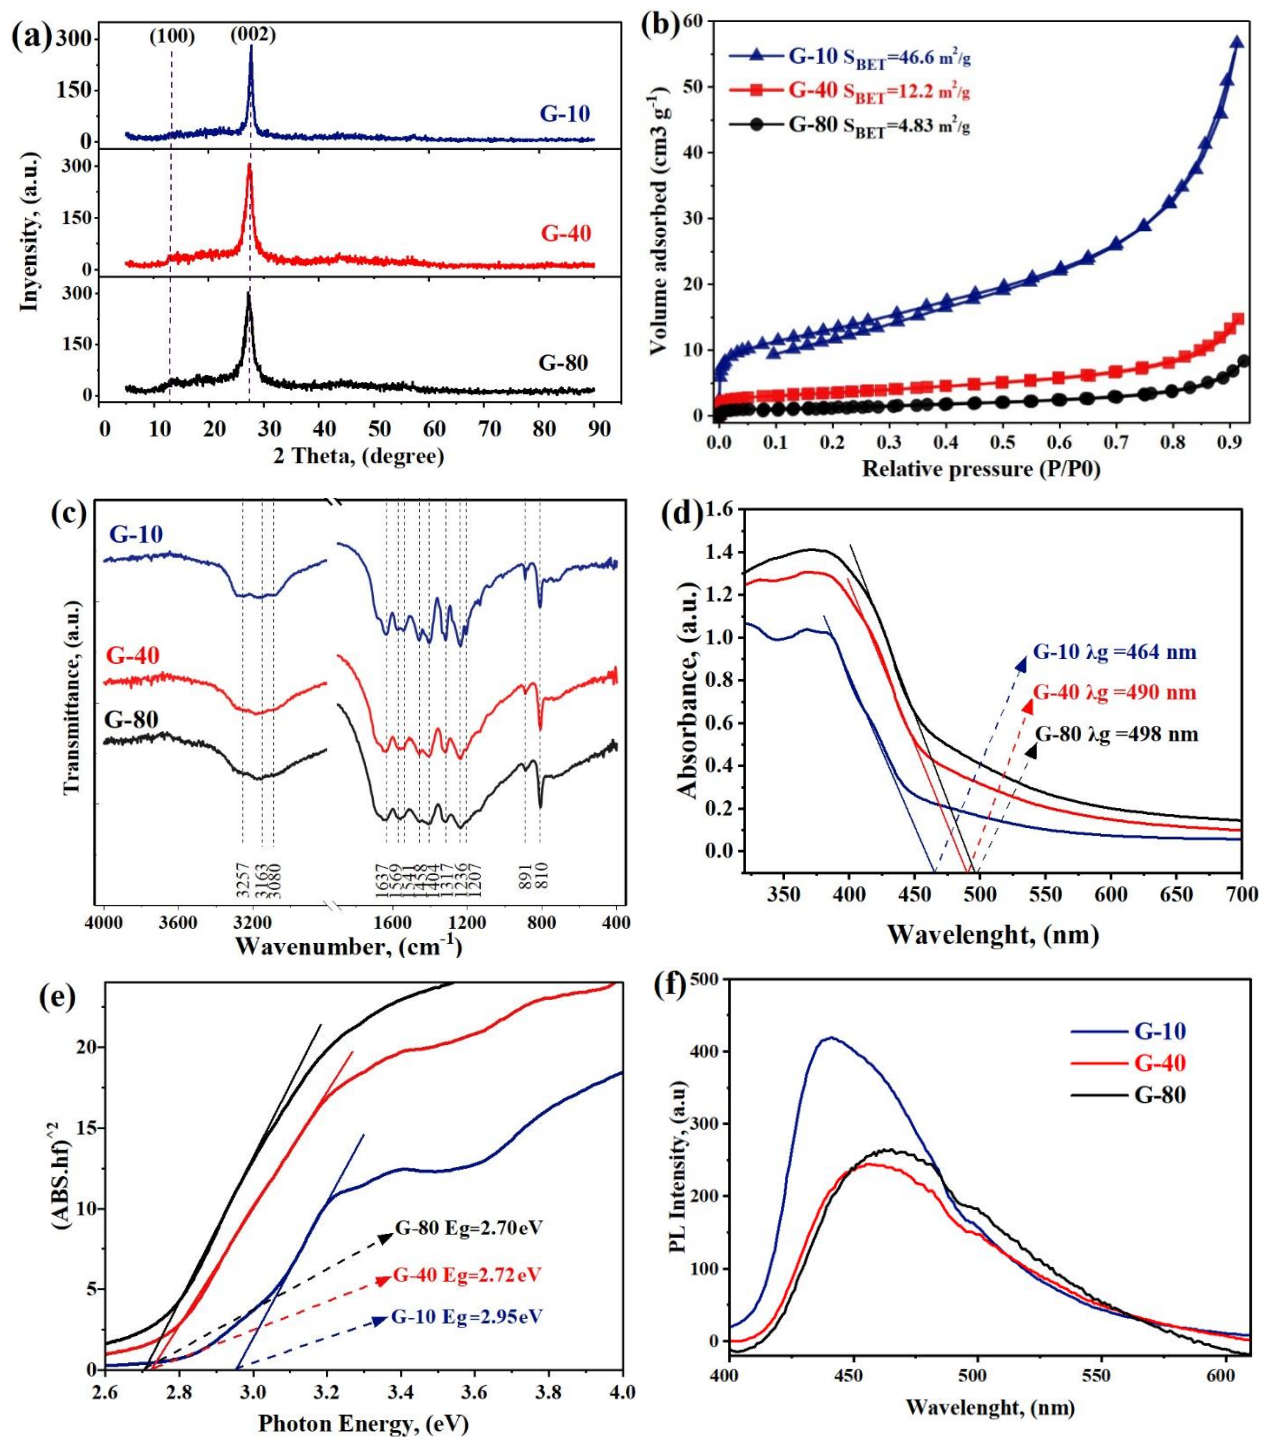 (a)
(100)
(002)
300
150
0
G-10
300
150
0
G-40
300
150
0
G-80
Inyensity, (a.u.)
0 10 20 30 40 50 60 70 80 90
2 Theta, (degree)
(b)
60
50
40
30
20
10
0
G-10 SBET=46.6 m²/g
G-40 SBET=12.2 m²/g
G-80 SBET=4.83 m²/g
Volume adsorbed (cm3 g⁻¹)
0.0 0.1 0.2 0.3 0.4 0.5 0.6 0.7 0.8 0.9
Relative pressure (P/P0)
(c)
G-10
G-40
G-80
Transmittance, (a.u.)
3257
3163
3080
1637
1569
1541
1458
1404
1317
1236
1207
891
810
4000 3600 3200 1600 1200 800 400
Wavenumber, (cm⁻¹)
(d)
1.6
1.4
1.2
1.0
0.8
0.6
0.4
0.2
0.0
G-10 λg =464 nm
G-40 λg =490 nm
G-80 λg =498 nm
Absorbance, (a.u.)
350 400 450 500 550 600 650 700
Wavelenght, (nm)
(e)
20
15
10
5
0
G-80 Eg=2.70eV
G-40 Eg=2.72eV
G-10 Eg=2.95eV
(ABS.hf)^2
2.6 2.8 3.0 3.2 3.4 3.6 3.8 4.0
Photon Energy, (eV)
(f)
500
400
300
200
100
0
G-10
G-40
G-80
PL Intensity, (a.u)
400 450 500 550 600
Wavelenght, (nm)